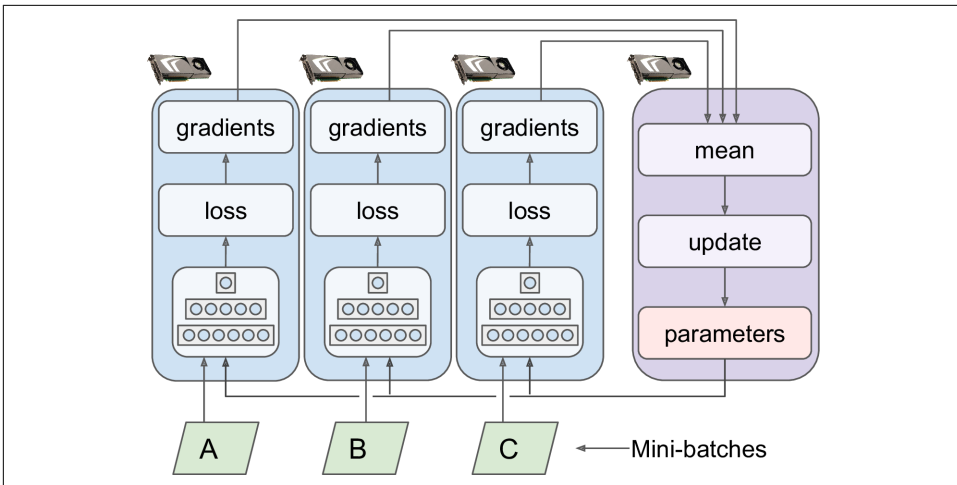 gradients
gradients
gradients
mean
loss
loss
loss
update
parameters
A
B
C
Mini-batches